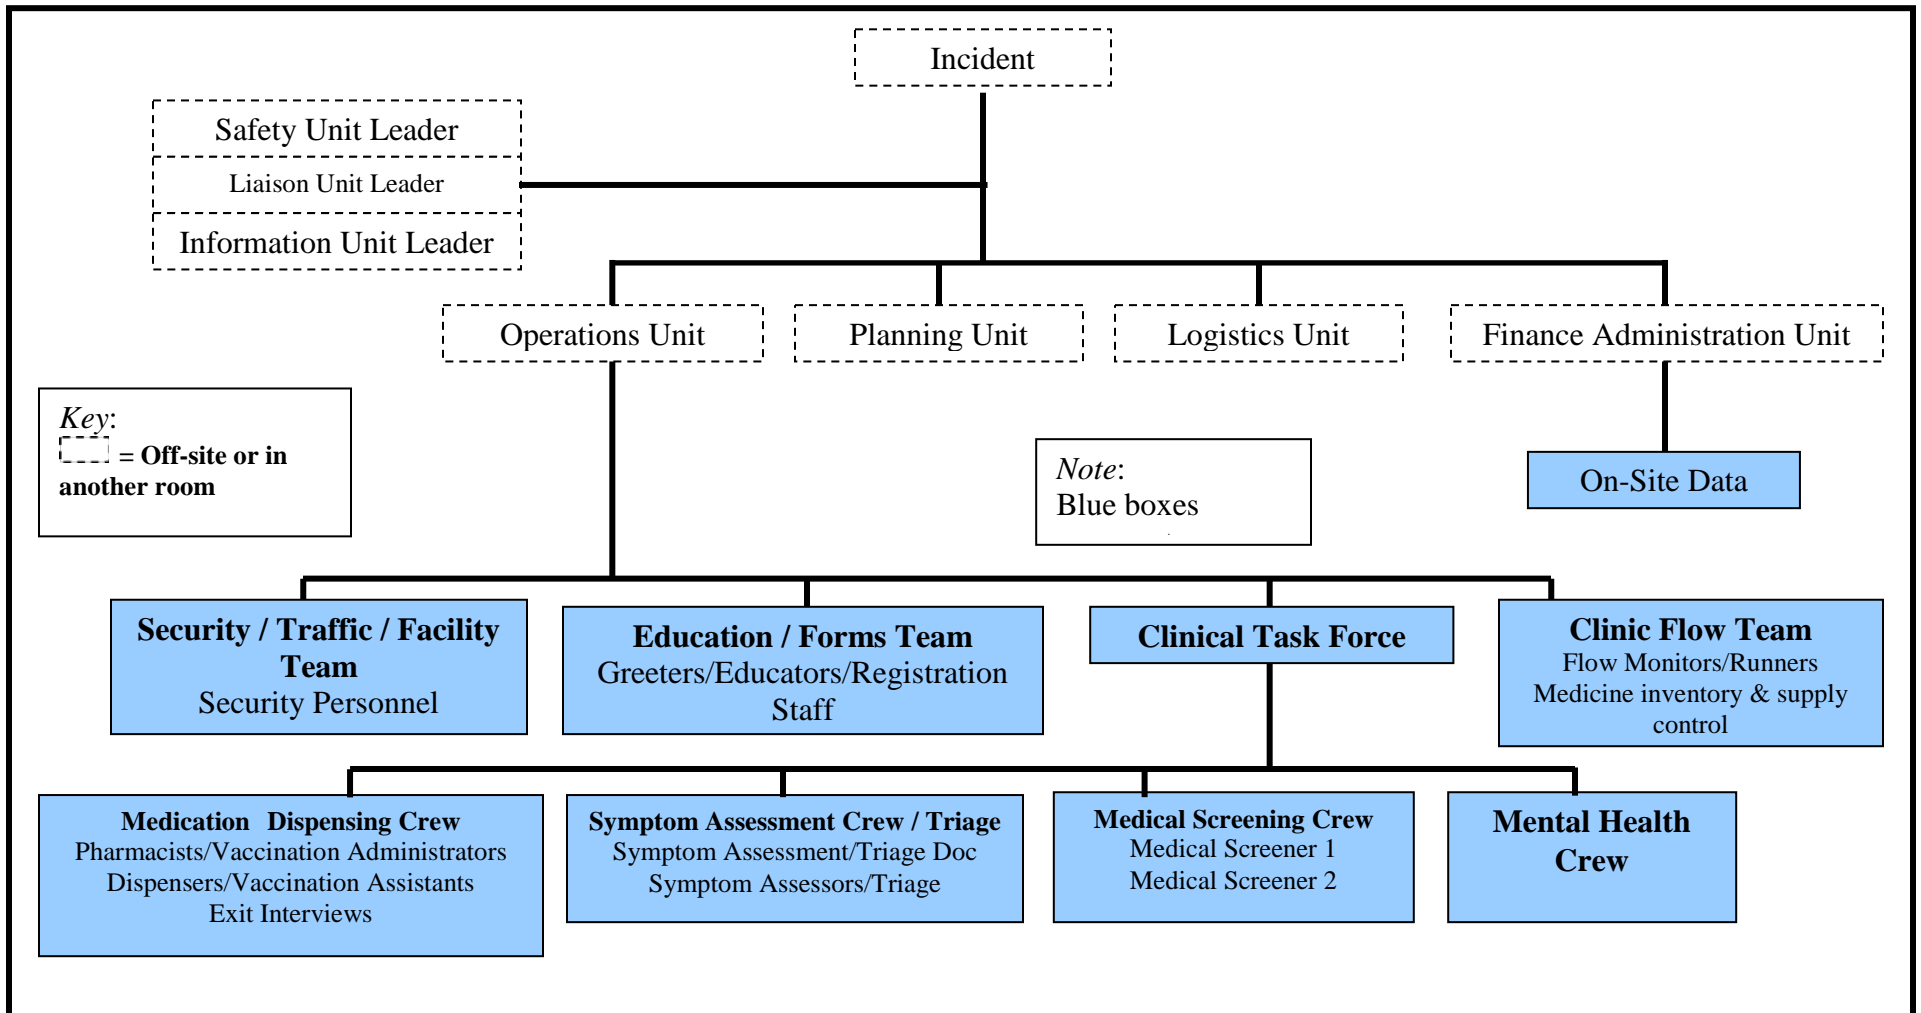 Incident
Safety Unit Leader
Liaison Unit Leader
Information Unit Leader
Operations Unit
Planning Unit
Logistics Unit
Finance Administration Unit
Key:
= Off-site or in
another room
Note:
Blue boxes
On-Site Data
Security / Traffic / Facility
Team
Security Personnel
Education / Forms Team
Greeters/Educators/Registration
Staff
Clinical Task Force
Clinic Flow Team
Flow Monitors/Runners
Medicine inventory & supply
control
Medication Dispensing Crew
Pharmacists/Vaccination Administrators
Dispensers/Vaccination Assistants
Exit Interviews
Symptom Assessment Crew / Triage
Symptom Assessment/Triage Doc
Symptom Assessors/Triage
Medical Screening Crew
Medical Screener 1
Medical Screener 2
Mental Health
Crew